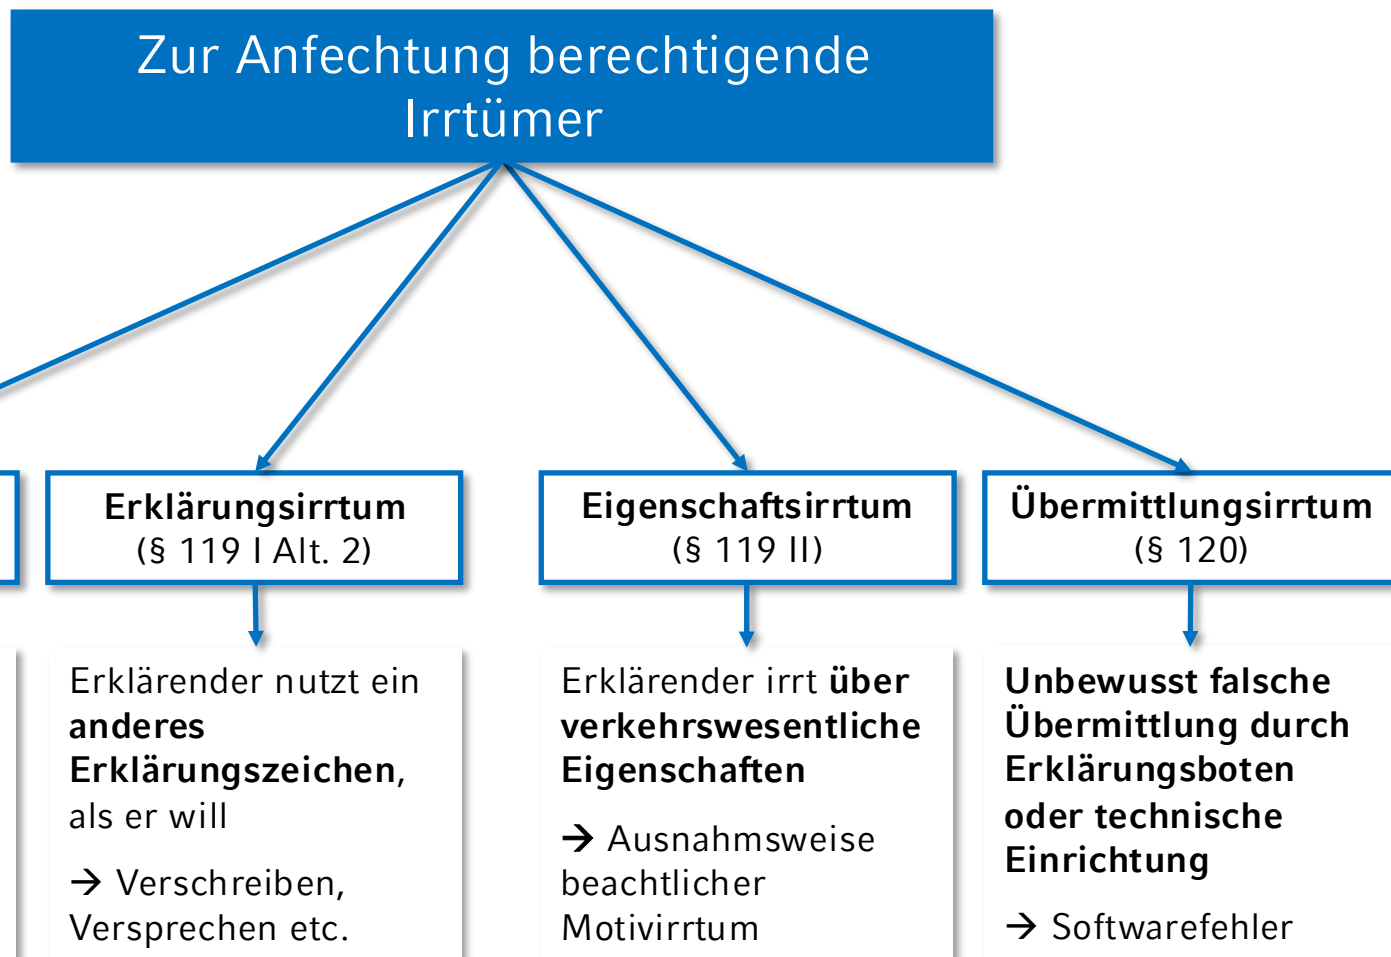 Zur Anfechtung berechtigende
Irrtümer
Erklärungsirrtum
(§ 119 I Alt. 2)
Erklärender nutzt ein
anderes
Erklärungszeichen,
als er will
→ Verschreiben,
Versprechen etc.
Eigenschaftsirrtum
(§ 119 II)
Erklärender irrt über
verkehrswesentliche
Eigenschaften
→ Ausnahmsweise
beachtlicher
Motivirrtum
Übermittlungsirrtum
(§ 120)
Unbewusst falsche
Übermittlung durch
Erklärungsboten
oder technische
Einrichtung
→ Softwarefehler